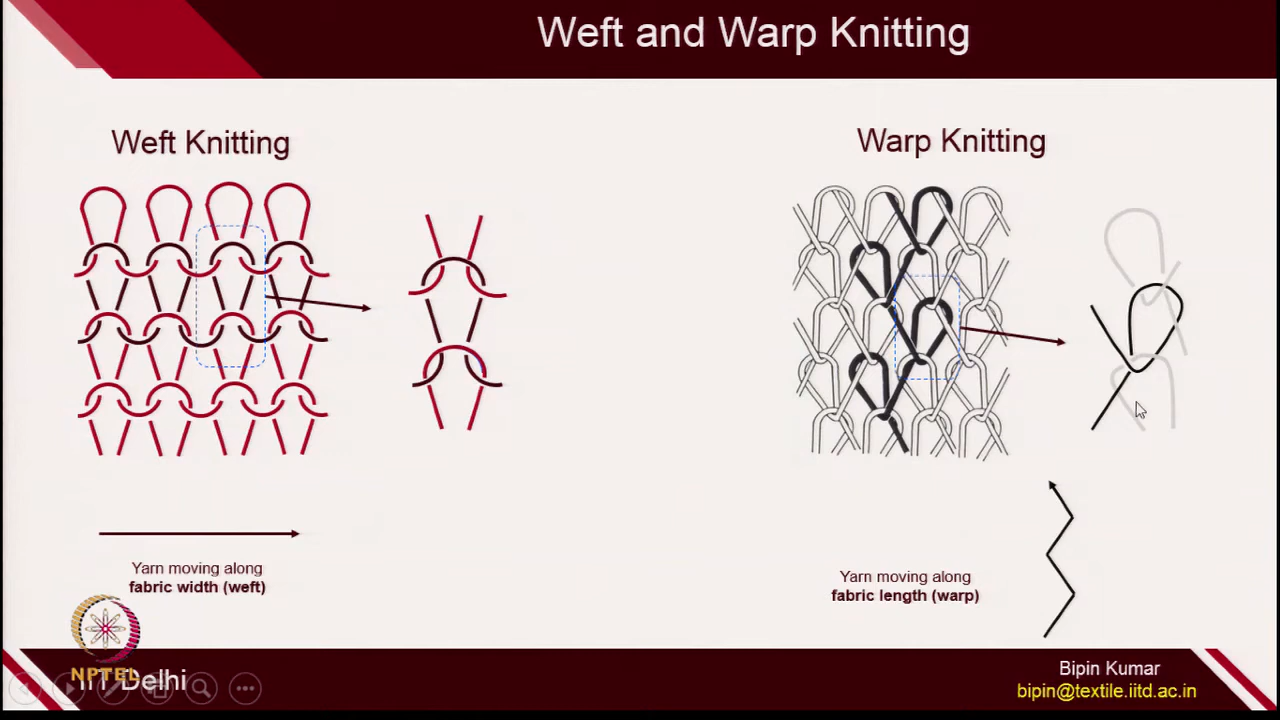 Weft and Warp Knitting
Weft Knitting
Warp Knitting
Yarn moving along
fabric width (weft)
Yarn moving along
fabric length (warp)
NPTEL
IIT Delhi
Bipin Kumar
bipin@textile.iitd.ac.in